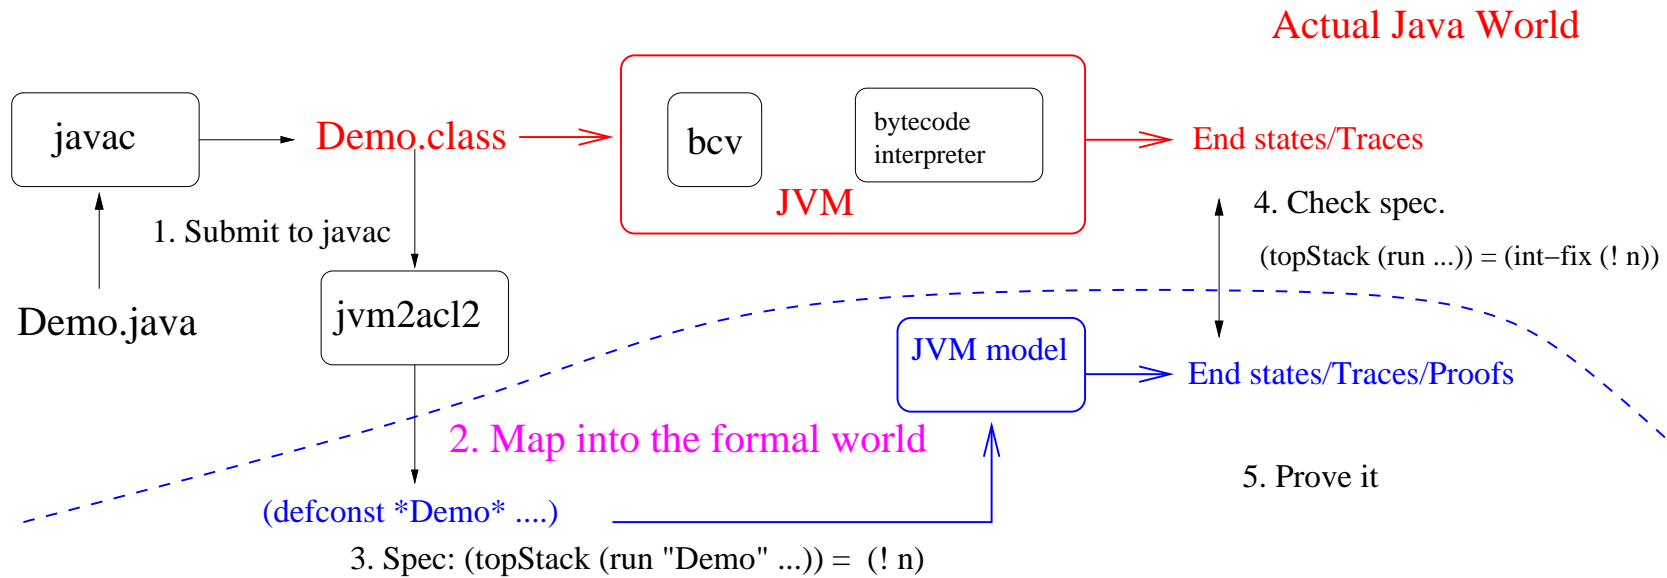 Actual Java World
javac
Demo.class
bcv
bytecode
interpreter
JVM
End states/Traces
1. Submit to javac
4. Check spec.
(topStack (run ...)) = (int−fix (! n))
Demo.java
jvm2acl2
JVM model
End states/Traces/Proofs
2. Map into the formal world
5. Prove it
(defconst *Demo* ....)
3. Spec: (topStack (run "Demo" ...)) = (! n)